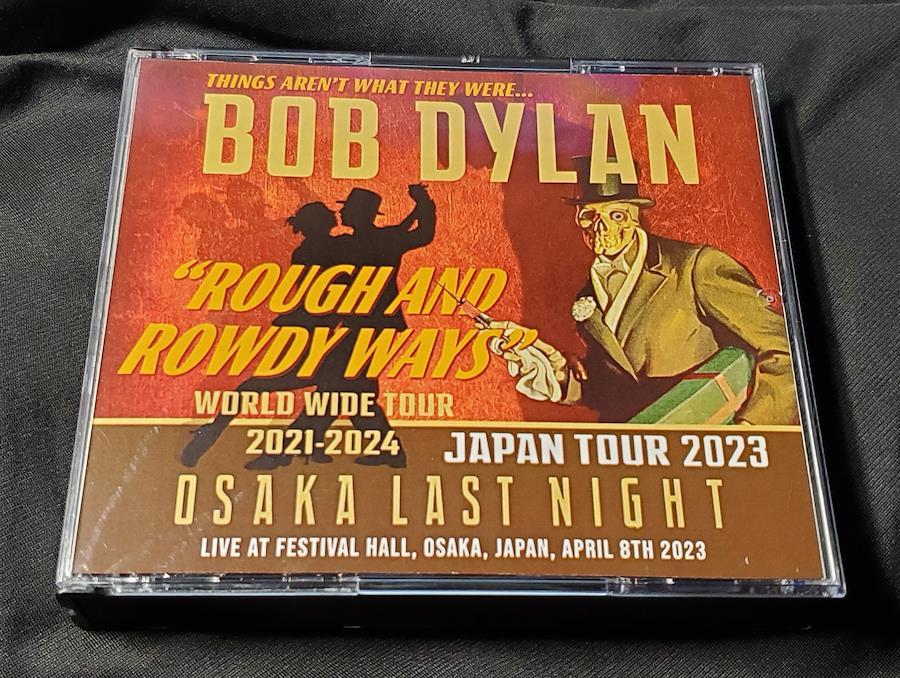 THINGS AREN'T WHAT THEY WERE...
BOB DYLAN
"ROUGH AND
ROWDY WAYS"
WORLD WIDE TOUR
2021-2024
JAPAN TOUR 2023
OSAKA LAST NIGHT
LIVE AT FESTIVAL HALL, OSAKA, JAPAN, APRIL 8TH 2023